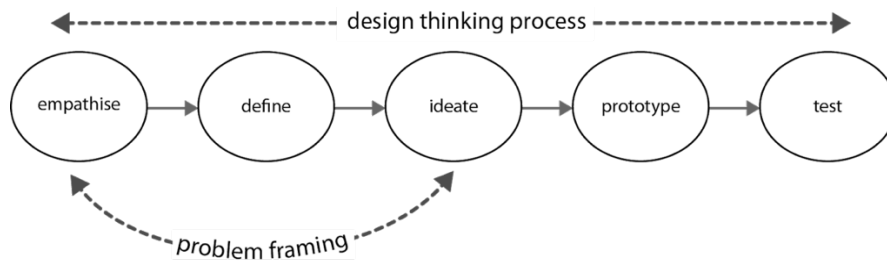 design thinking process
empathise
define
ideate
prototype
test
problem framing